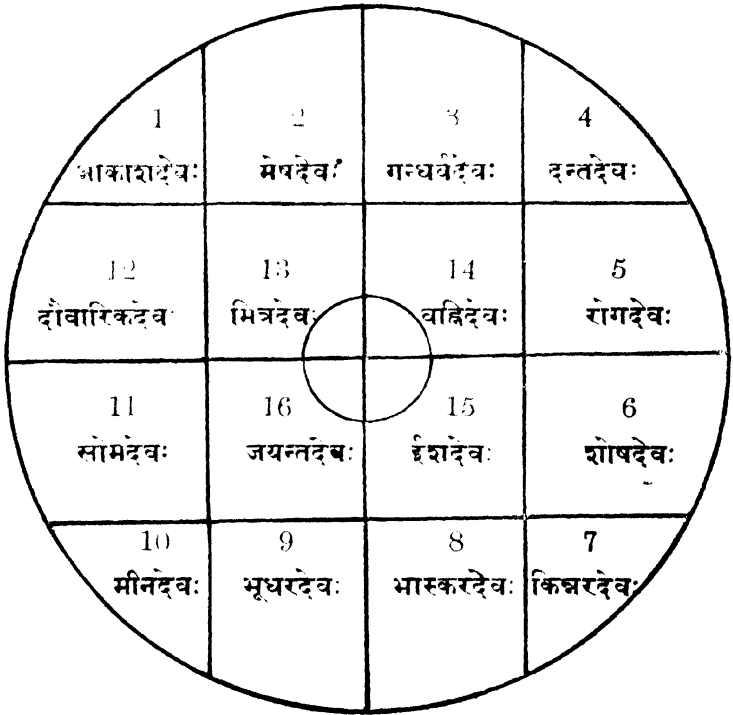 1 2 3 4
आकाशदेवः मेषदेवः गन्धर्वदेवः दन्तदेवः
12 13 14 5
दौवारिकदेवः मित्रदेवः वह्निदेवः रोगदेवः
11 16 15 6
सोमदेवः जयन्तदेवः ईशदेवः शोषदेवः
10 9 8 7
मीनदेवः भूधरदेवः भास्करदेवः किन्नरदेवः